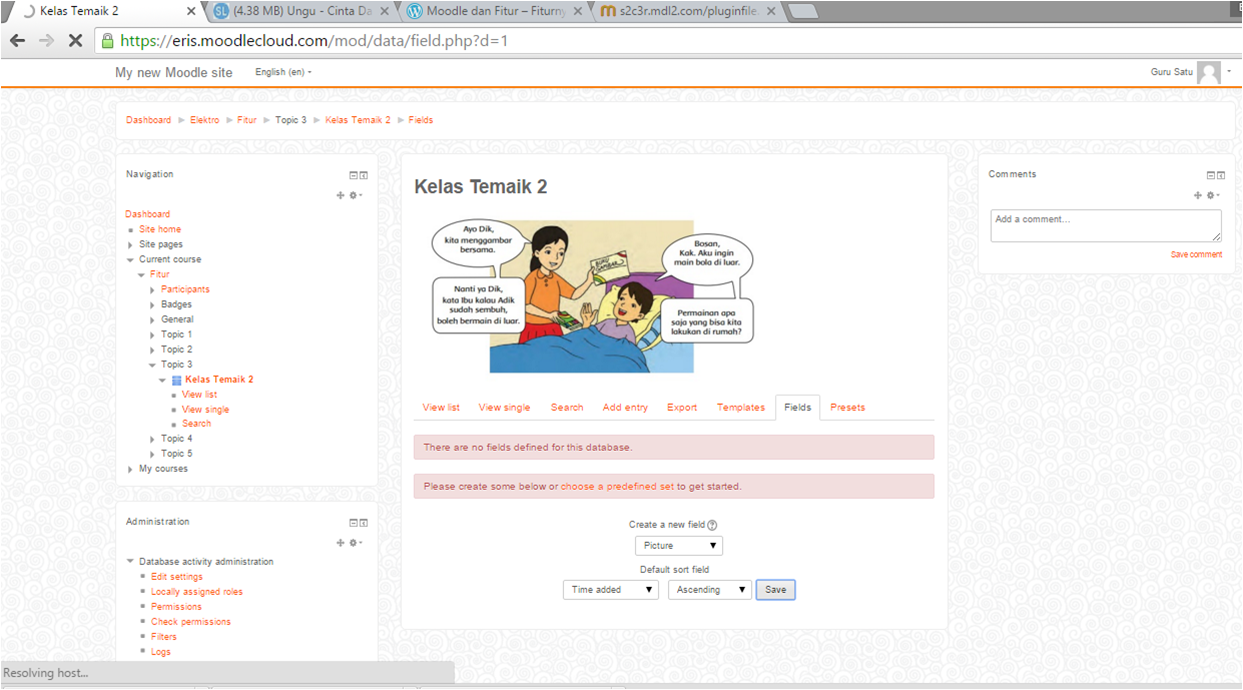 Kelas Temaik 2
(4.38 MB) Ungu - Cinta Da
Moodle dan Fitur – Fiturny
s2c3r.mdl2.com/pluginfile.
https://eris.moodlecloud.com/mod/data/field.php?d=1
My new Moodle site English (en)
Guru Satu
Dashboard Elektro Fitur Topic 3 Kelas Temaik 2 Fields
Navigation
Dashboard
Site home
Site pages
Current course
Fitur
Participants
Badges
General
Topic 1
Topic 2
Topic 3
Kelas Temaik 2
View list
View single
Search
Topic 4
Topic 5
My courses
Administration
Database activity administration
Edit settings
Locally assigned roles
Permissions
Check permissions
Filters
Logs
Kelas Temaik 2
Ayo Dik,
kita menggambar
bersama.
Bosan,
Kak. Aku ingin
main bola di luar.
BUKU
GAMBAR
Nanti ya Dik,
kata Ibu kalau Adik
sudah sembuh,
boleh bermain di luar.
Permainan apa
saja yang bisa kita
lakukan di rumah?
View list View single Search Add entry Export Templates Fields Presets
There are no fields defined for this database.
Please create some below or choose a predefined set to get started.
Create a new field
Picture
Default sort field
Time added Ascending Save
Comments
Add a comment...
Save comment
Resolving host...